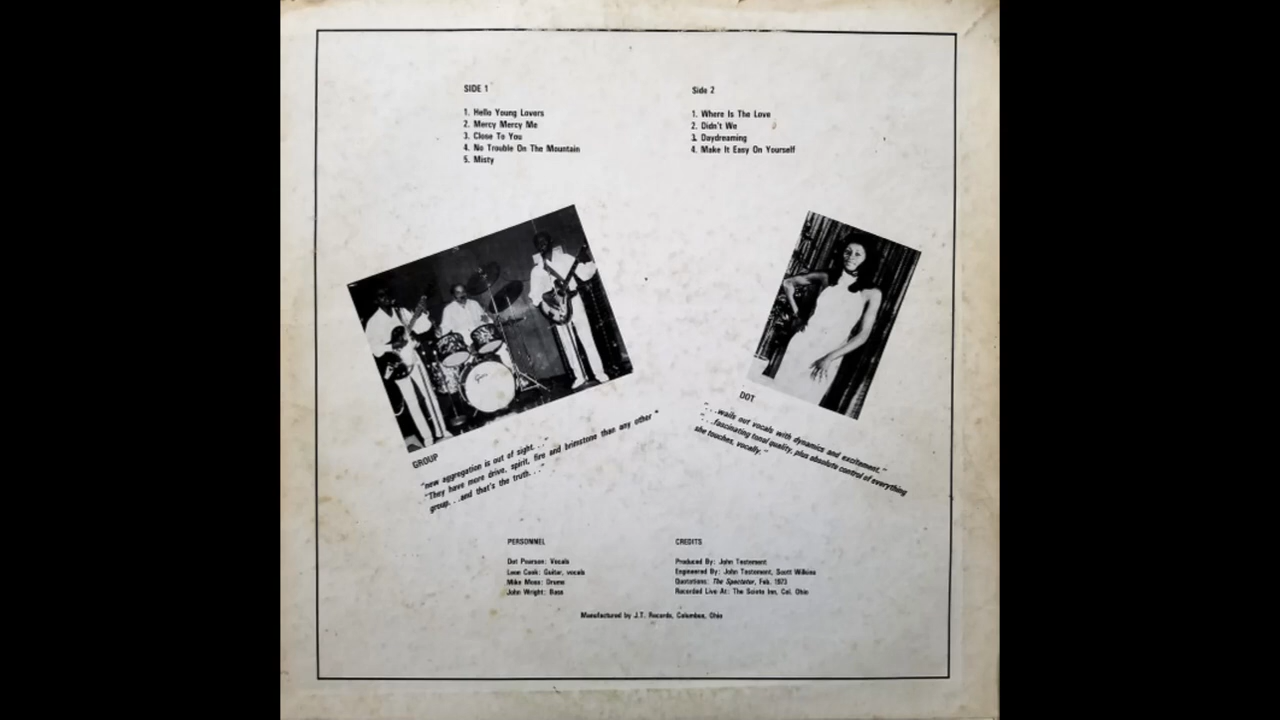 SIDE 1
1. Hello Young Lovers
2. Mercy Mercy Me
3. Close To You
4. No Trouble On The Mountain
5. Misty
Side 2
1. Where Is The Love
2. Didn't We
3. Daydreaming
4. Make It Easy On Yourself
GROUP
"new aggregation is out of sight. . ."
"They have more drive, spirit, fire and brimstone than any other "
group. . .and that's the truth. . ."
DOT
". . .wails out vocals with dynamics and excitement."
". . .fascinating tonal quality, plus absolute control of everything
she touches, vocally."
PERSONNEL
Dot Pearson: Vocals
Leon Cook: Guitar, vocals
Mike Moss: Drums
John Wright: Bass
CREDITS
Produced By: John Testement
Engineered By: John Testement, Scott Wilkins
Quotations: The Spectator, Feb. 1973
Recorded Live At: The Scioto Inn, Col. Ohio
Manufactured by J.T. Records, Columbus, Ohio